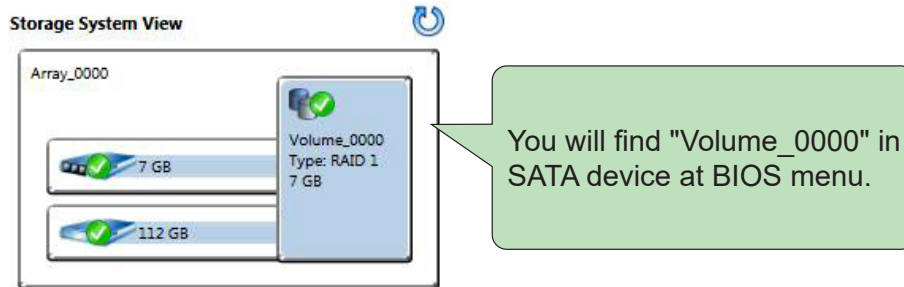 Storage System View
Array_0000
Volume_0000
Type: RAID 1
7 GB
7 GB
112 GB
You will find "Volume_0000" in
SATA device at BIOS menu.